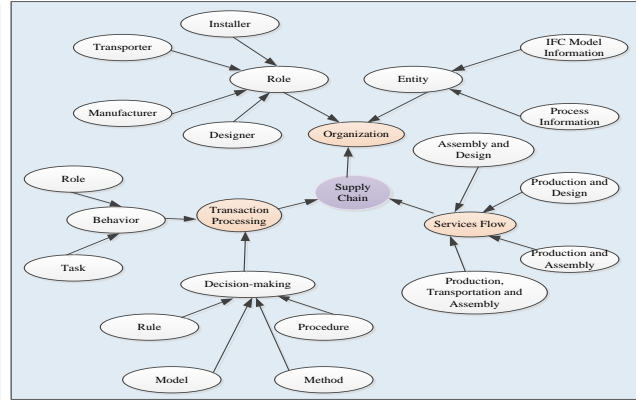 Installer
Transporter
Role
Manufacturer
Designer
IFC Model
Information
Entity
Process
Information
Organization
Assembly and
Design
Production and
Design
Supply
Chain
Services Flow
Production and
Assembly
Production,
Transportation and
Assembly
Role
Behavior
Task
Transaction
Processing
Decision-making
Rule
Procedure
Model
Method